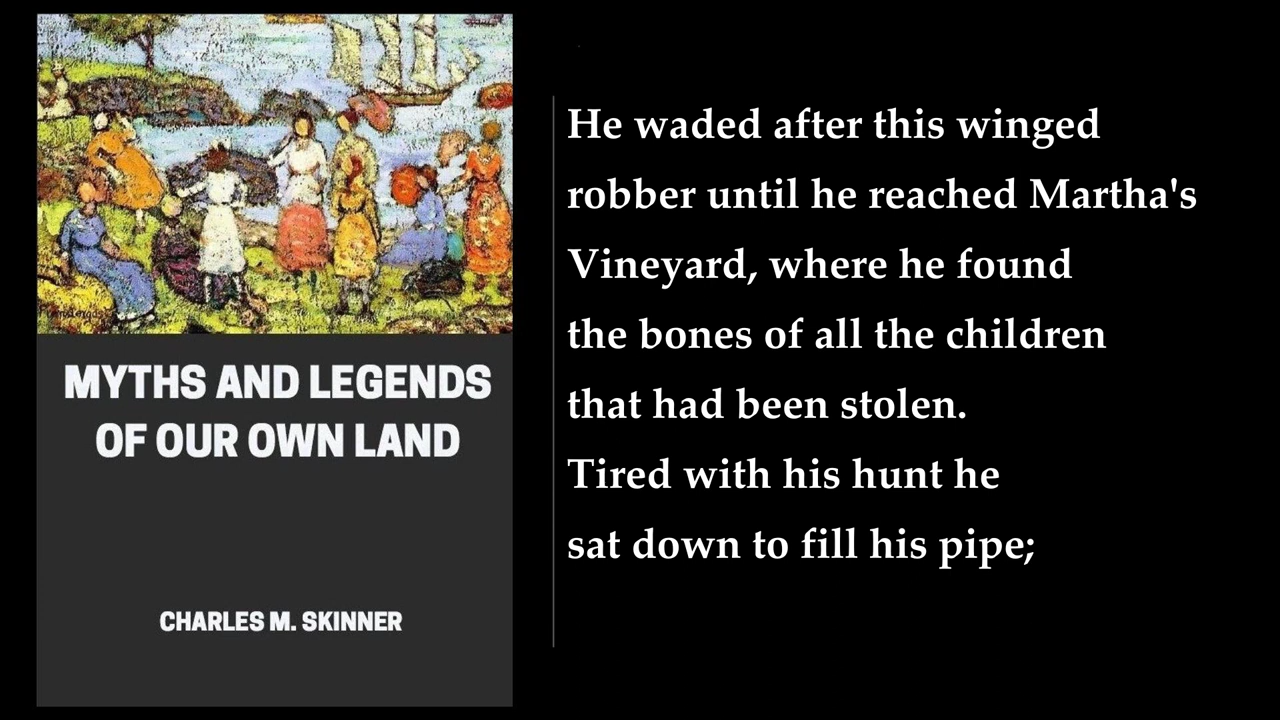 MYTHS AND LEGENDS
OF OUR OWN LAND
CHARLES M. SKINNER
He waded after this winged
robber until he reached Martha's
Vineyard, where he found
the bones of all the children
that had been stolen.
Tired with his hunt he
sat down to fill his pipe;